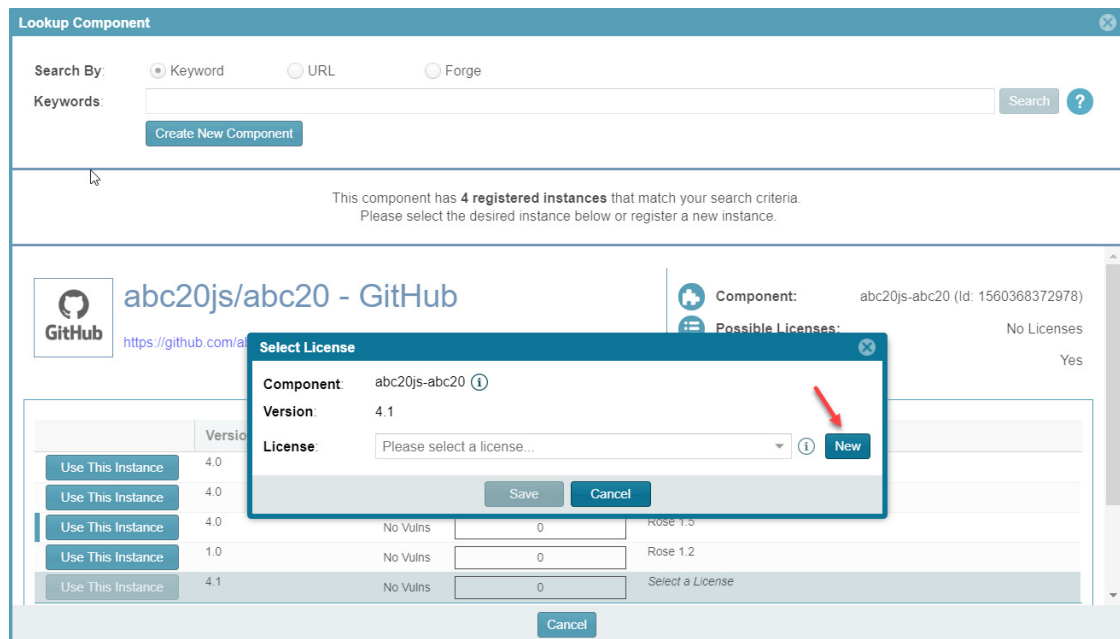 Lookup Component
Search By: Keyword URL Forge
Keywords: Search ?
Create New Component
This component has 4 registered instances that match your search criteria.
Please select the desired instance below or register a new instance.
GitHub
abc20js/abc20 - GitHub
https://github.com/a
Component: abc20js-abc20 (Id: 1560368372978)
Possible Licenses: No Licenses
Yes
Select License
Component: abc20js-abc20
Version: 4.1
License: Please select a license... New
Save Cancel
Versio
Use This Instance 4.0
Use This Instance 4.0
Use This Instance 4.0 No Vulns 0 Rose 1.5
Use This Instance 1.0 No Vulns 0 Rose 1.2
Use This Instance 4.1 No Vulns 0 Select a License
Cancel